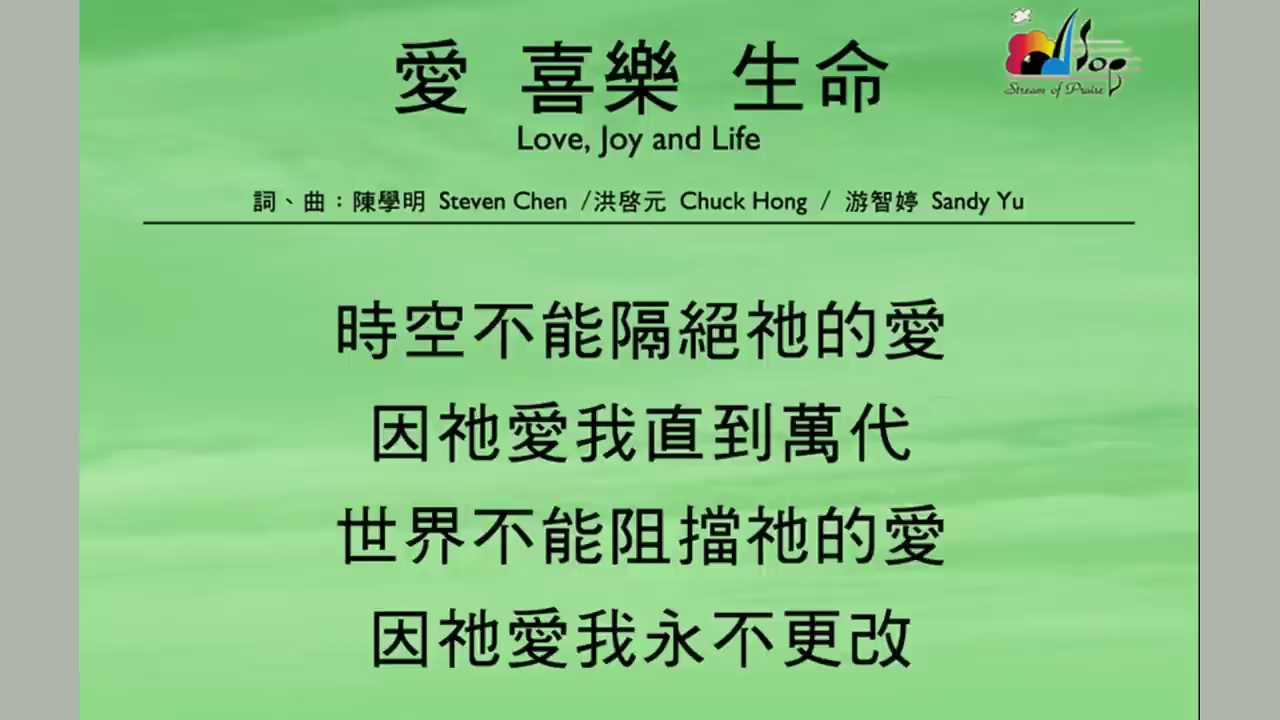 愛 喜樂 生命
Love, Joy and Life
Sop
Stream of Praise
詞、曲：陳學明 Steven Chen /洪啓元 Chuck Hong / 游智婷 Sandy Yu
時空不能隔絕祂的愛
因祂愛我直到萬代
世界不能阻擋祂的愛
因祂愛我永不更改